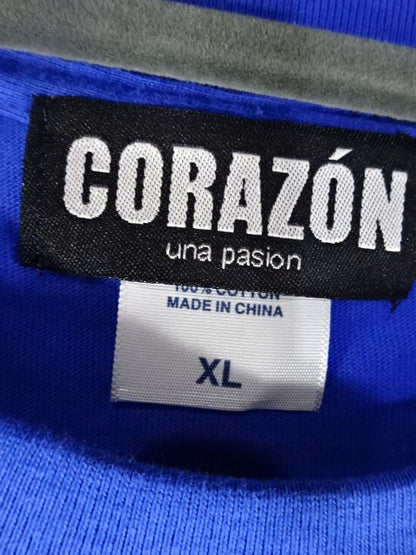 CORAZÓN
una pasion
100% COTTON
MADE IN CHINA
XL